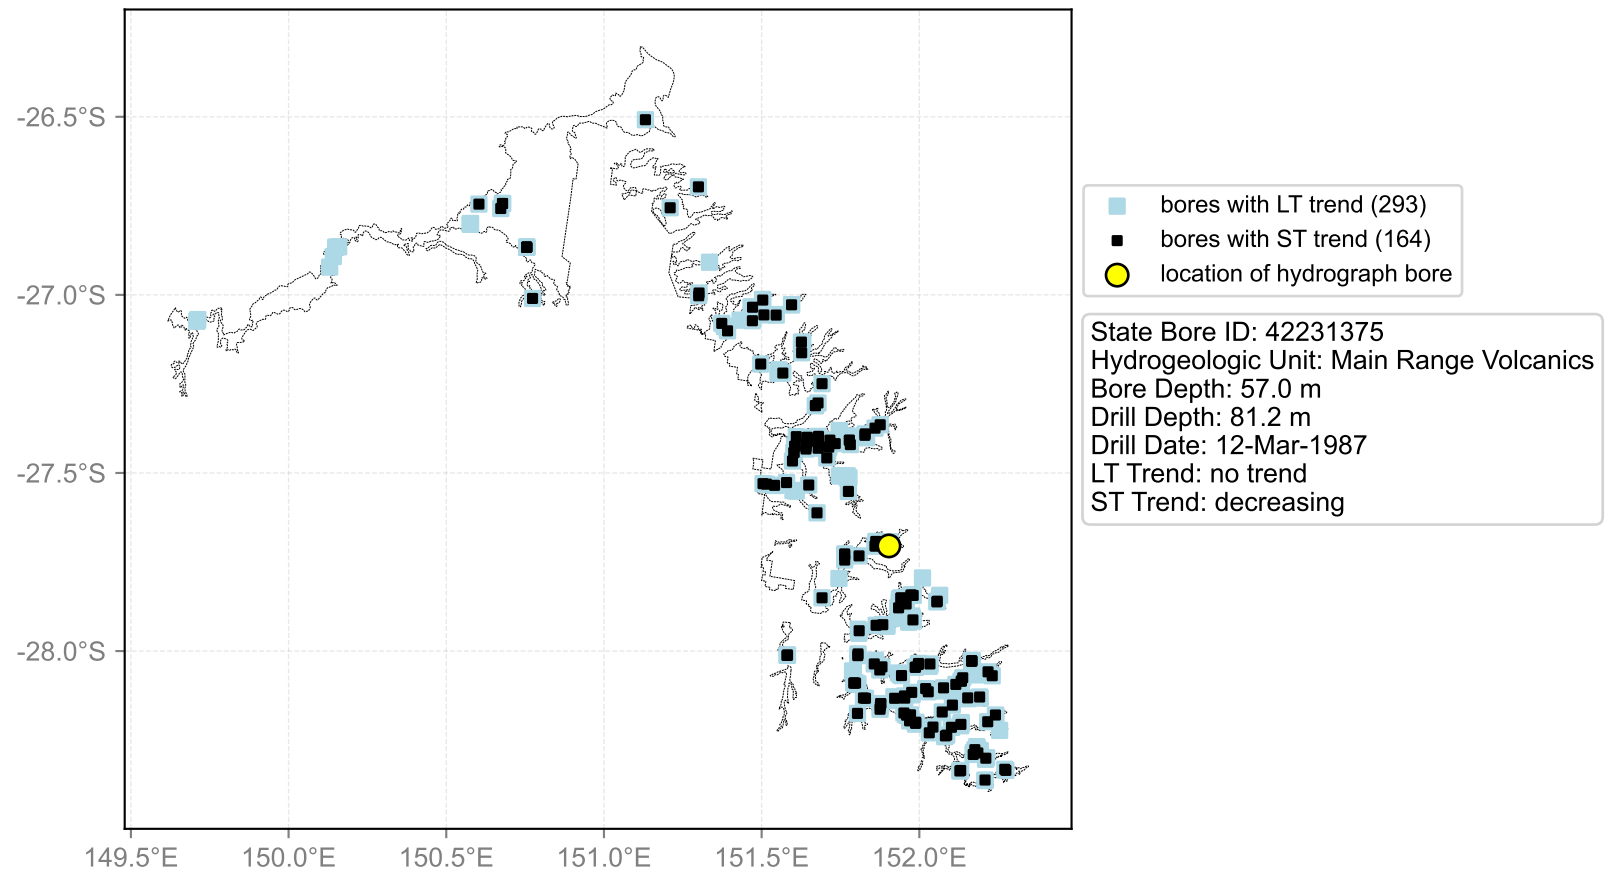 -26.5°S
-27.0°S
-27.5°S
-28.0°S
149.5°E 150.0°E 150.5°E 151.0°E 151.5°E 152.0°E
bores with LT trend (293)
bores with ST trend (164)
location of hydrograph bore
State Bore ID: 42231375
Hydrogeologic Unit: Main Range Volcanics
Bore Depth: 57.0 m
Drill Depth: 81.2 m
Drill Date: 12-Mar-1987
LT Trend: no trend
ST Trend: decreasing